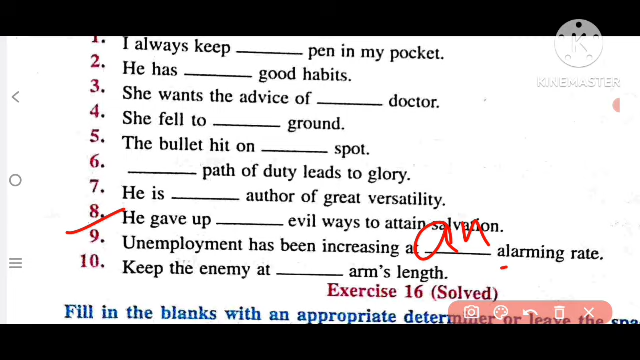 KINEMASTER
1. I always keep ______ pen in my pocket.
2. He has ______ good habits.
3. She wants the advice of ______ doctor.
4. She fell to ______ ground.
5. The bullet hit on ______ spot.
6. ______ path of duty leads to glory.
7. He is ______ author of great versatility.
8. He gave up ______ evil ways to attain salvation.
9. Unemployment has been increasing at an alarming rate.
10. Keep the enemy at ______ arm's length.
Exercise 16 (Solved)
Fill in the blanks with an appropriate determiner or leave the spa